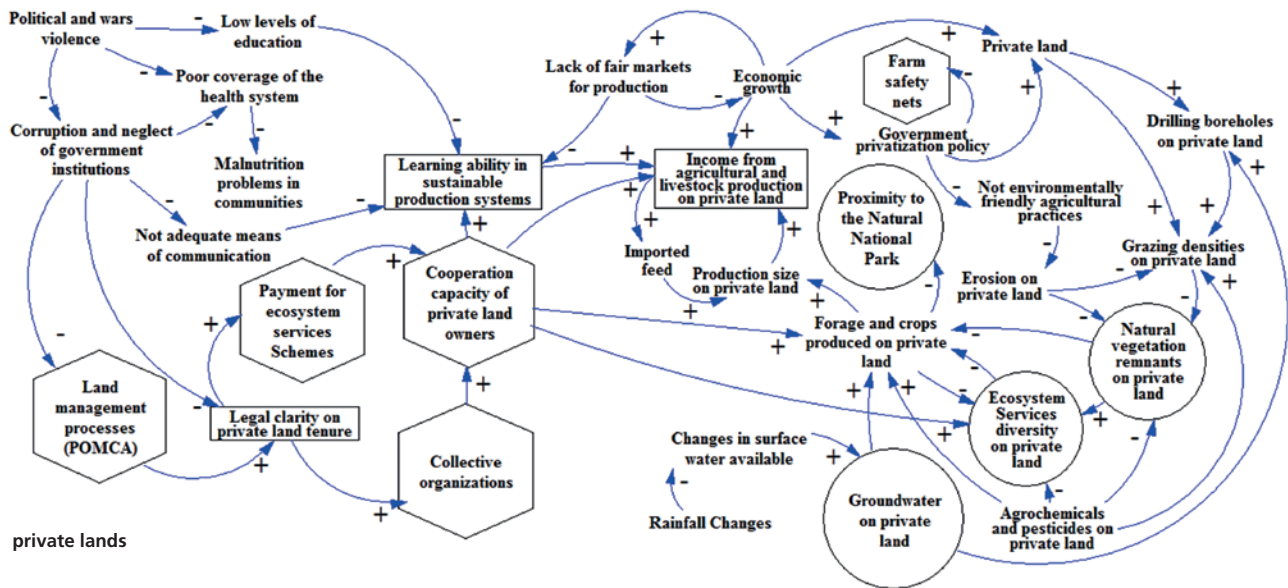 Political and wars
violence
Low levels of
education
Poor coverage of the
health system
Corruption and neglect
of government
institutions
Malnutrition
problems in
communities
Not adequate means
of communication
Learning ability in
sustainable
production systems
Lack of fair markets
for production
Economic
growth
Private land
Farm
safety
nets
Government
privatization policy
Drilling boreholes
on private land
Income from
agricultural and
livestock production
on private land
Proximity to
the Natural
National
Park
Not environmentally
friendly agricultural
practices
Grazing densities
on private land
Imported
feed
Production size
on private land
Erosion on
private land
Payment for
ecosystem
services
Schemes
Cooperation
capacity of
private land
owners
Forage and crops
produced on private
land
Natural
vegetation
remnants
on private
land
Land
management
processes
(POMCA)
Legal clarity on
private land tenure
Collective
organizations
Ecosystem
Services
diversity
on private
land
Changes in surface
water available
Rainfall Changes
Groundwater
on private
land
Agrochemicals
and pesticides on
private land
private lands